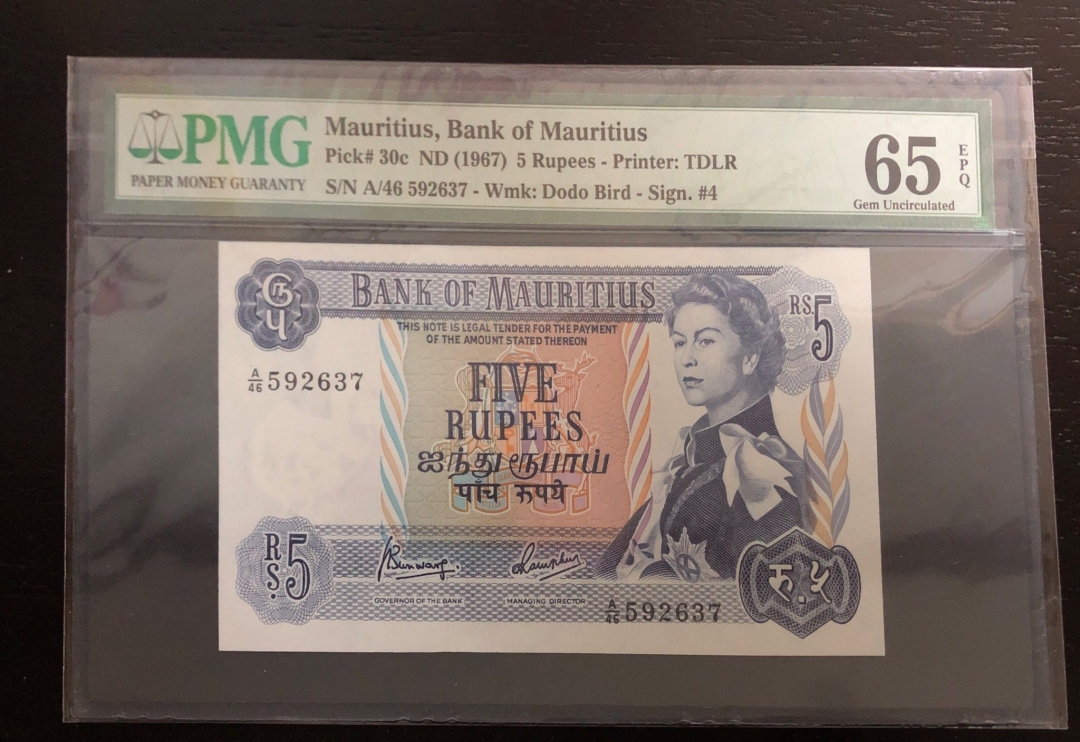 PMG
PAPER MONEY GUARANTY
Mauritius, Bank of Mauritius
Pick# 30c ND (1967) 5 Rupees - Printer: TDLR
S/N A/46 592637 - Wmk: Dodo Bird - Sign. #4
65
EPQ
Gem Uncirculated
BANK OF MAURITIUS
RS.5
THIS NOTE IS LEGAL TENDER FOR THE PAYMENT
OF THE AMOUNT STATED THEREON
A/46 592637
FIVE
RUPEES
ஐந்து ரூபாய்
पाँच रुपये
RS.5
GOVERNOR OF THE BANK
MANAGING DIRECTOR
A/46 592637
रु.५